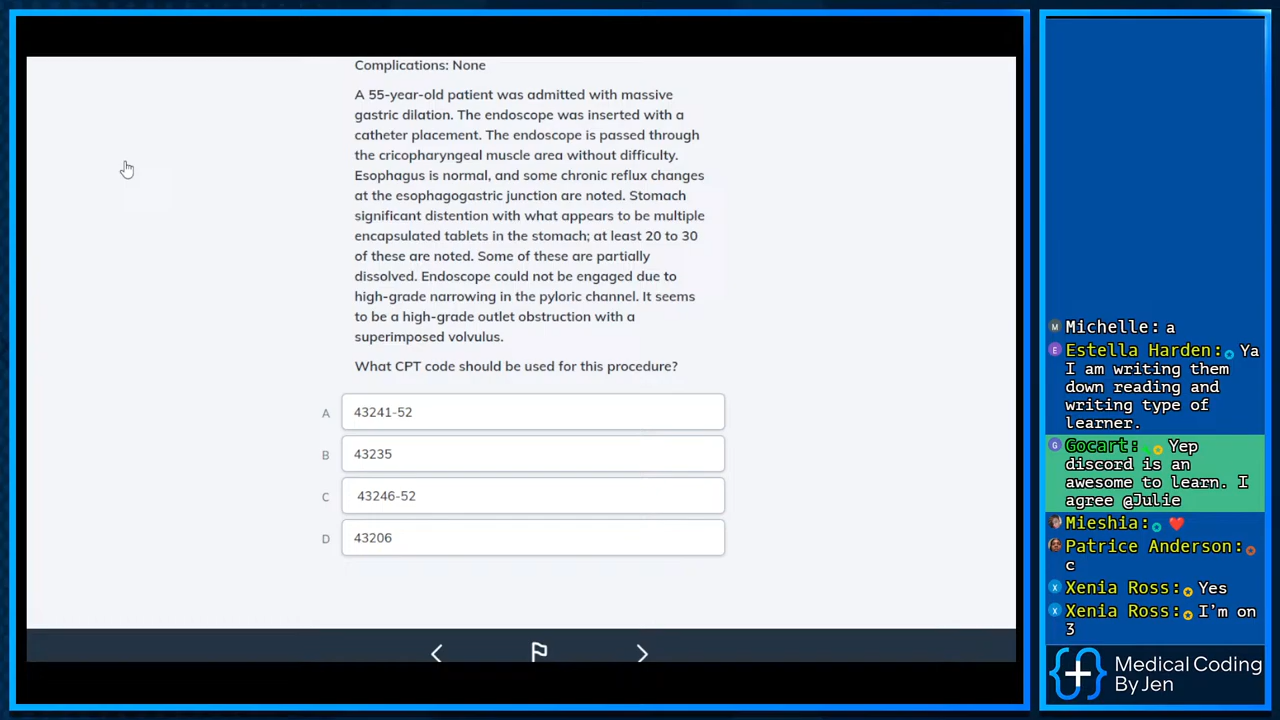 Complications: None
A 55-year-old patient was admitted with massive
gastric dilation. The endoscope was inserted with a
catheter placement. The endoscope is passed through
the cricopharyngeal muscle area without difficulty.
Esophagus is normal, and some chronic reflux changes
at the esophagogastric junction are noted. Stomach
significant distention with what appears to be multiple
encapsulated tablets in the stomach; at least 20 to 30
of these are noted. Some of these are partially
dissolved. Endoscope could not be engaged due to
high-grade narrowing in the pyloric channel. It seems
to be a high-grade outlet obstruction with a
superimposed volvulus.
What CPT code should be used for this procedure?
A 43241-52
B 43235
C 43246-52
D 43206
M Michelle: a
E Estella Harden: Ya
I am writing them
down reading and
writing type of
learner.
G Gocart: Yep
discord is an
awesome to learn. I
agree @Julie
Mieshia: ❤️
Patrice Anderson:
c
X Xenia Ross: Yes
X Xenia Ross: I'm on
3
Medical Coding
By Jen